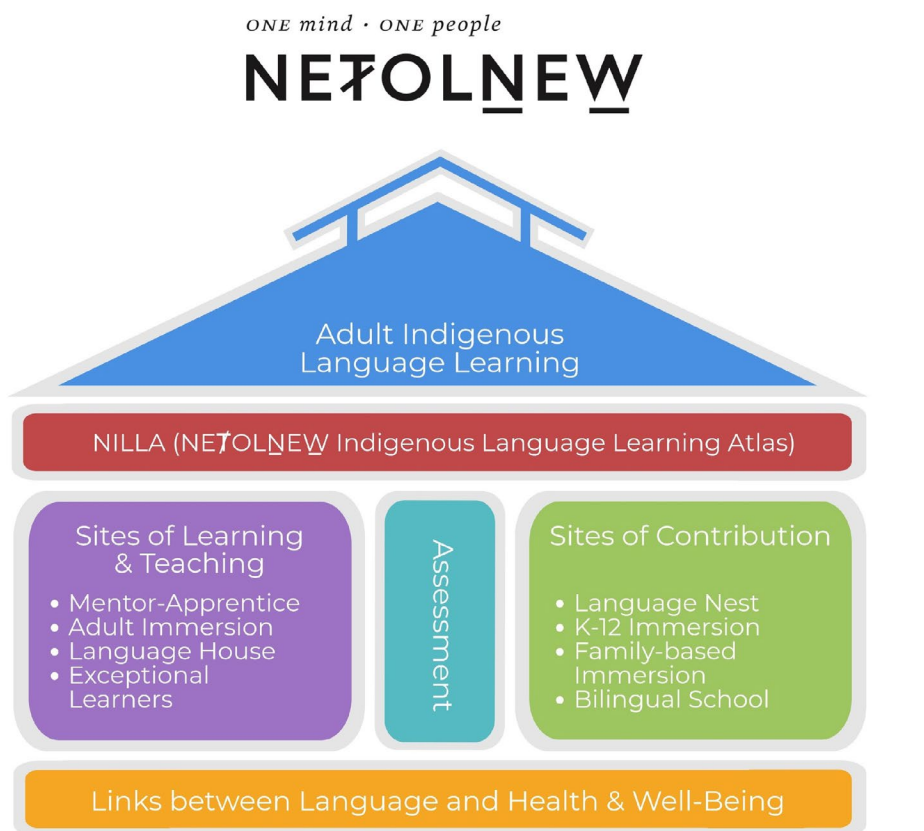 ONE mind · ONE people
NEȾOLṈEW̱
Adult Indigenous
Language Learning
NILLA (NEȾOLṈEW̱ Indigenous Language Learning Atlas)
Sites of Learning
& Teaching
• Mentor-Apprentice
• Adult Immersion
• Language House
• Exceptional
Learners
Assessment
Sites of Contribution
• Language Nest
• K-12 Immersion
• Family-based
Immersion
• Bilingual School
Links between Language and Health & Well-Being